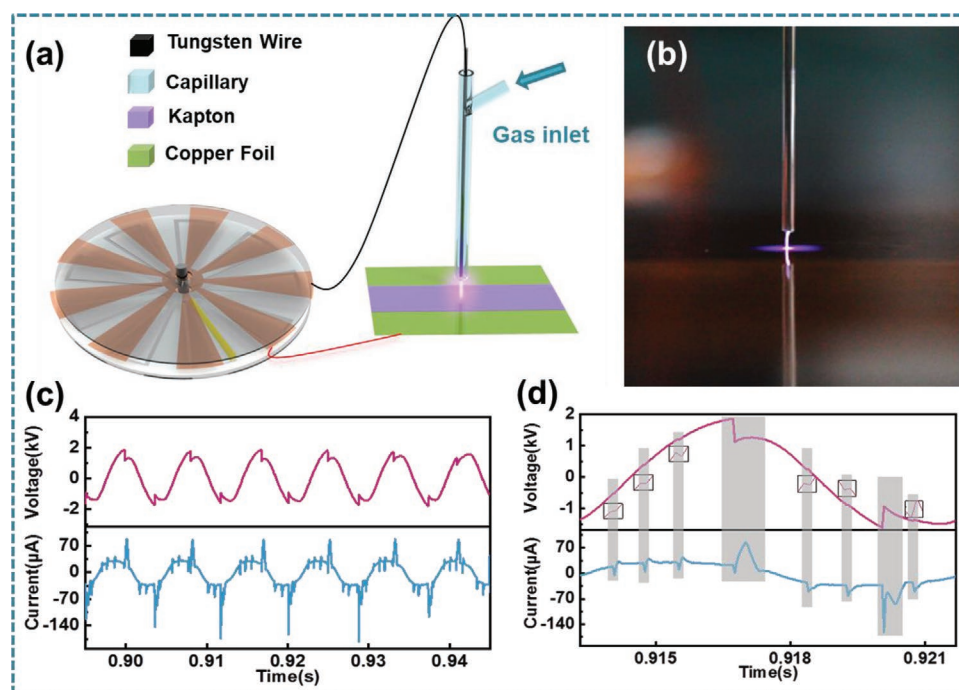 (a)
Tungsten Wire
Capillary
Kapton
Copper Foil
Gas inlet
(b)
(c)
Voltage(kV)
4
2
0
-2
Current(μA)
70
0
-70
-140
0.90
0.91
0.92
0.93
0.94
Time(s)
(d)
Voltage(kV)
2
1
0
-1
Current(μA)
70
0
-70
-140
0.915
0.918
0.921
Time(s)